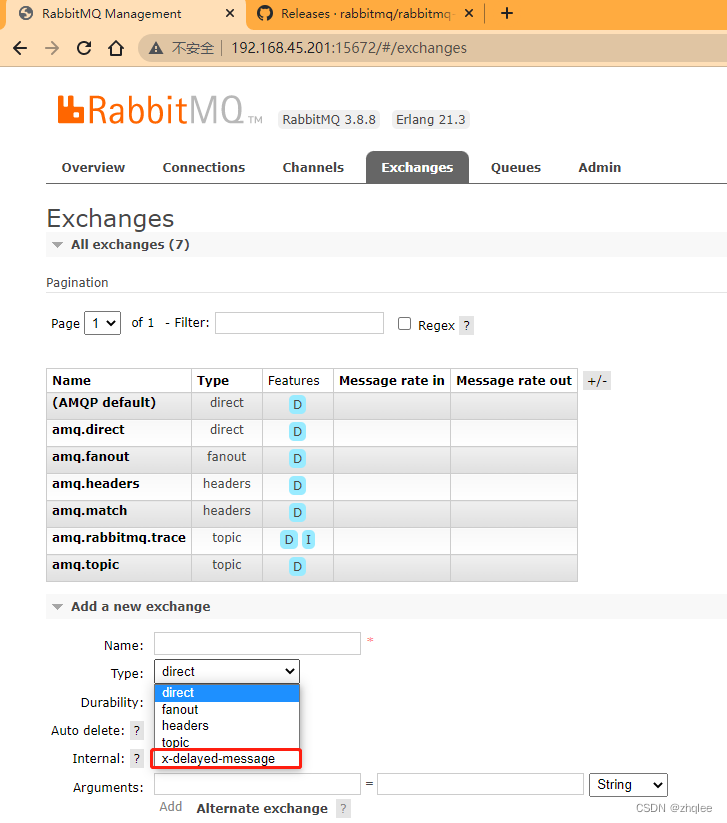 RabbitMQ Management
Releases · rabbitmq/rabbitmq-
不安全 192.168.45.201:15672/#/exchanges
RabbitMQ TM RabbitMQ 3.8.8 Erlang 21.3
Overview Connections Channels Exchanges Queues Admin
Exchanges
All exchanges (7)
Pagination
Page 1 of 1 - Filter: Regex ?
Name Type Features Message rate in Message rate out +/-
(AMQP default) direct D
amq.direct direct D
amq.fanout fanout D
amq.headers headers D
amq.match headers D
amq.rabbitmq.trace topic D I
amq.topic topic D
Add a new exchange
Name: *
Type: direct
direct
Durability:
fanout
headers
Auto delete: ?
topic
Internal: ? x-delayed-message
Arguments: = String
Add Alternate exchange ?
CSDN @zhqlee